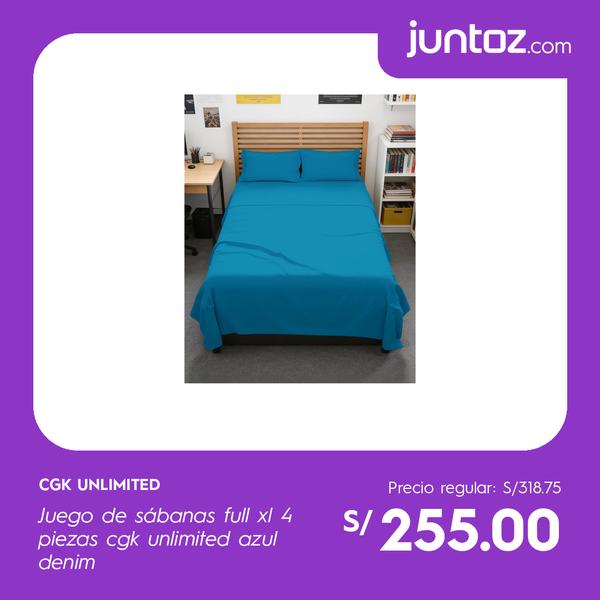 juntoz.com
CGK UNLIMITED
Juego de sábanas full xl 4
piezas cgk unlimited azul
denim
Precio regular: S/318.75
S/ 255.00